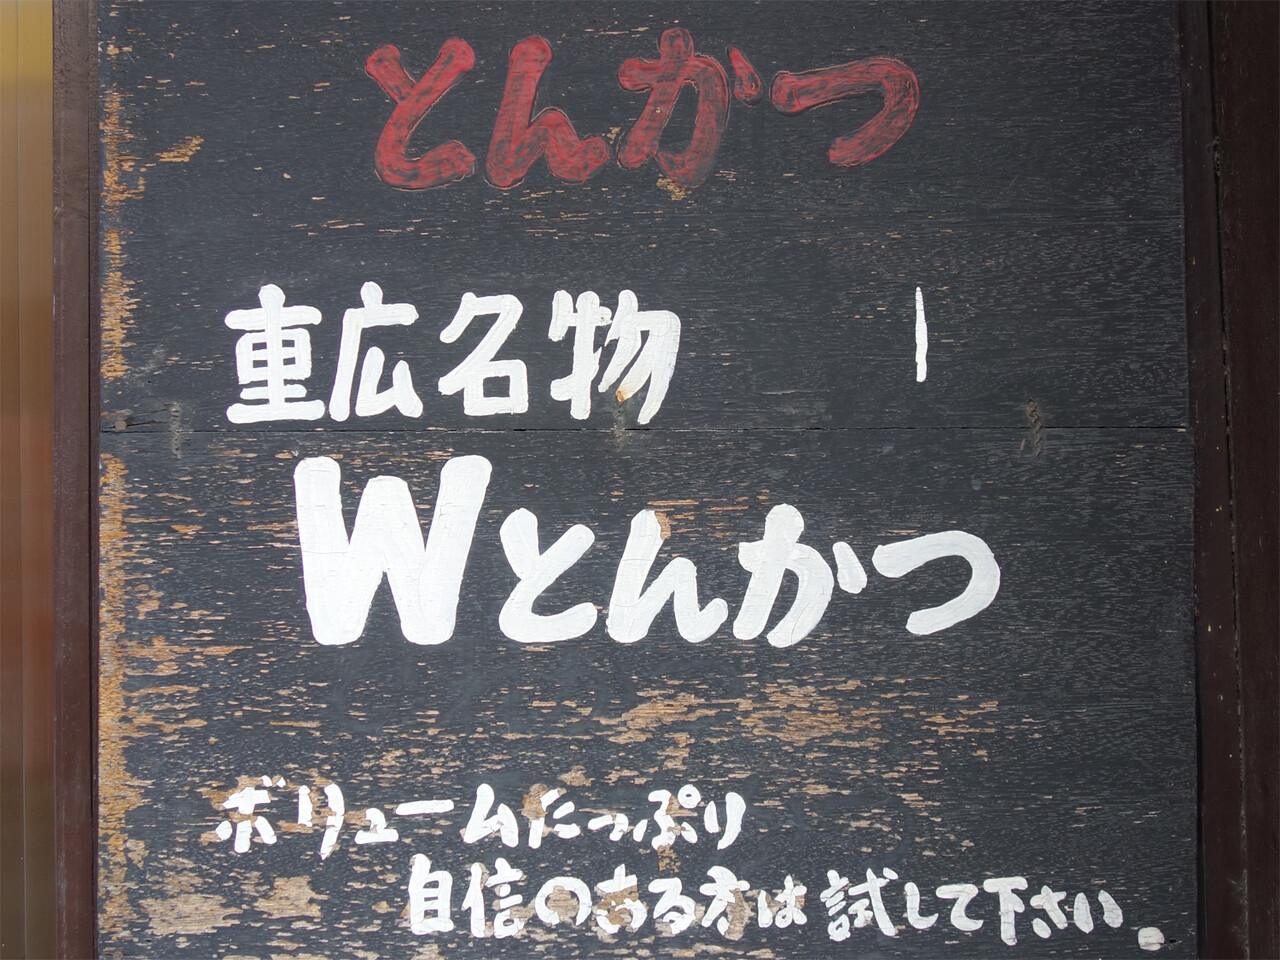 とんかつ
重広名物
Wとんかつ
ボリュームたっぷり
自信のある方は試して下さい.